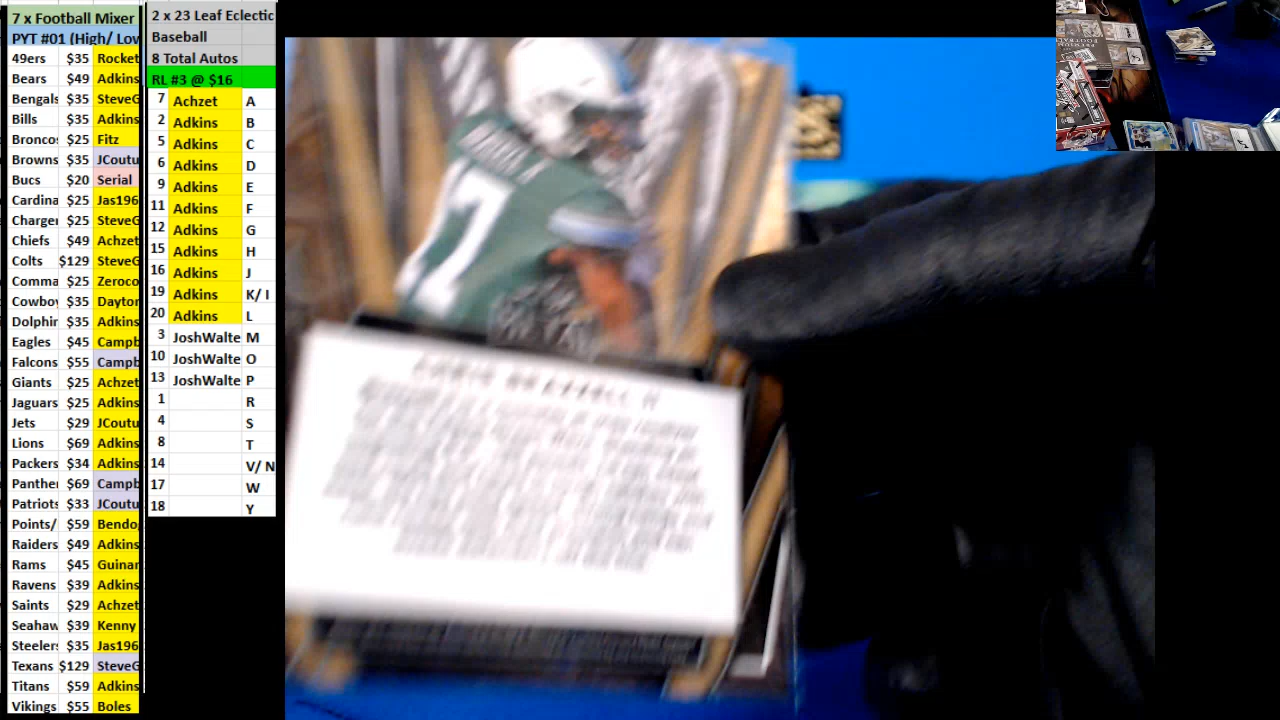 7 x Football Mixer
PYT #01 (High/ Lov
49ers $35 Rocket
Bears $49 Adkins
Bengals $35 SteveG
Bills $35 Adkins
Bronco: $25 Fitz
Browns $35 JCoutu
Bucs $20 Serial
Cardina $25 Jas196
Charger $25 SteveG
Chiefs $49 Achzet
Colts $129 SteveG
Comma $25 Zeroco
Cowboy $35 Dayton
Dolphin $35 Adkins
Eagles $45 Campb
Falcons $55 Campb
Giants $25 Achzet
Jaguars $25 Adkins
Jets $29 JCoutu
Lions $69 Adkins
Packers $34 Adkins
Panther $69 Campb
Patriots $33 JCoutu
Points/ $59 Bendo
Raiders $49 Adkins
Rams $45 Guinar
Ravens $39 Adkins
Saints $29 Achzet
Seahaw $39 Kenny
Steelers $35 Jas196
Texans $129 SteveG
Titans $59 Adkins
Vikings $55 Boles
2 x 23 Leaf Eclectic
Baseball
8 Total Autos
RL #3 @ $16
7 Achzet A
2 Adkins B
5 Adkins C
6 Adkins D
9 Adkins E
11 Adkins F
12 Adkins G
15 Adkins H
16 Adkins J
19 Adkins K/ I
20 Adkins L
3 JoshWalte M
10 JoshWalte O
13 JoshWalte P
1 R
4 S
8 T
14 V/ N
17 W
18 Y